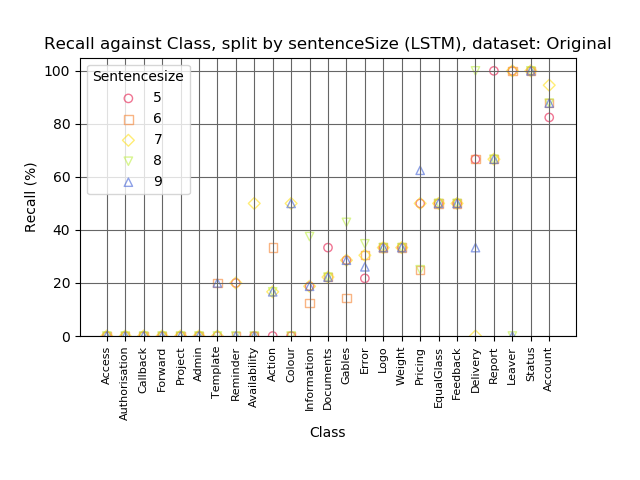 Recall against Class, split by sentenceSize (LSTM), dataset: Original
Recall (%)
100
80
60
40
20
0
Sentencesize
5
6
7
8
9
Access
Authorisation
Callback
Forward
Project
Admin
Template
Reminder
Availability
Action
Colour
Information
Documents
Gables
Error
Logo
Weight
Pricing
EqualGlass
Feedback
Delivery
Report
Leaver
Status
Account
Class